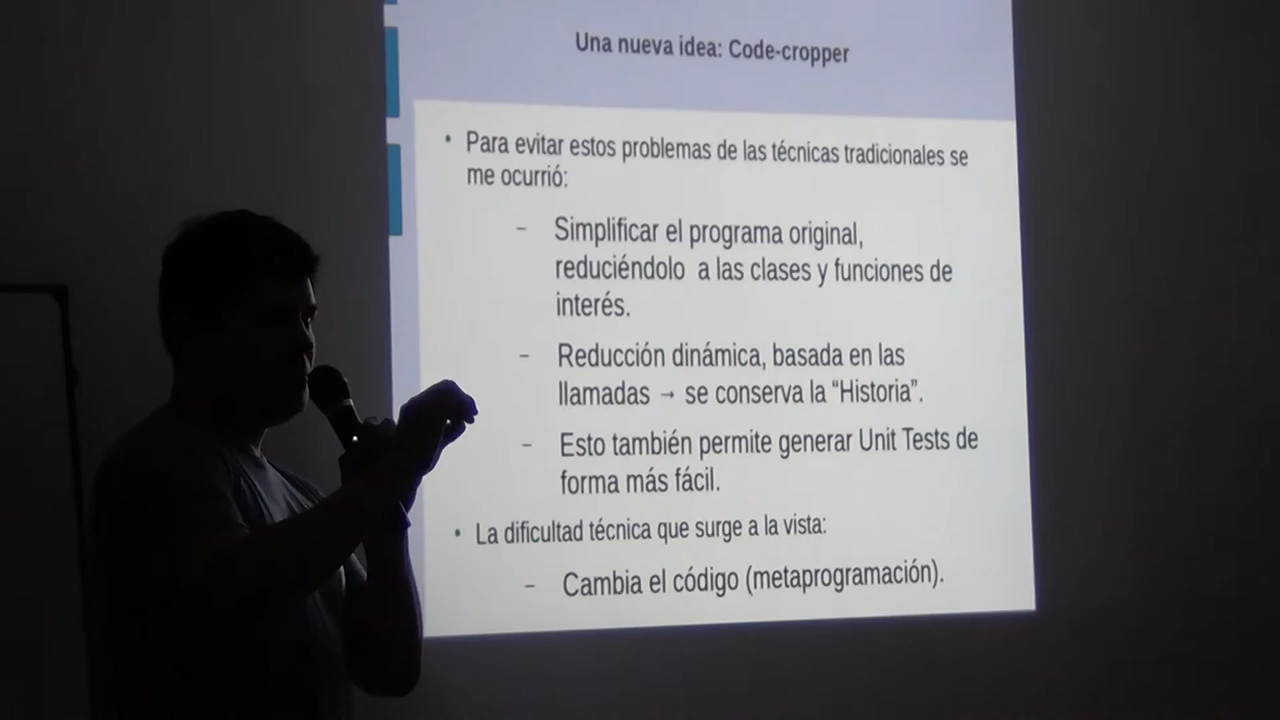 Una nueva idea: Code-cropper
• Para evitar estos problemas de las técnicas tradicionales se
me ocurrió:
– Simplificar el programa original,
reduciéndolo a las clases y funciones de
interés.
– Reducción dinámica, basada en las
llamadas → se conserva la “Historia”.
– Esto también permite generar Unit Tests de
forma más fácil.
• La dificultad técnica que surge a la vista:
– Cambia el código (metaprogramación).